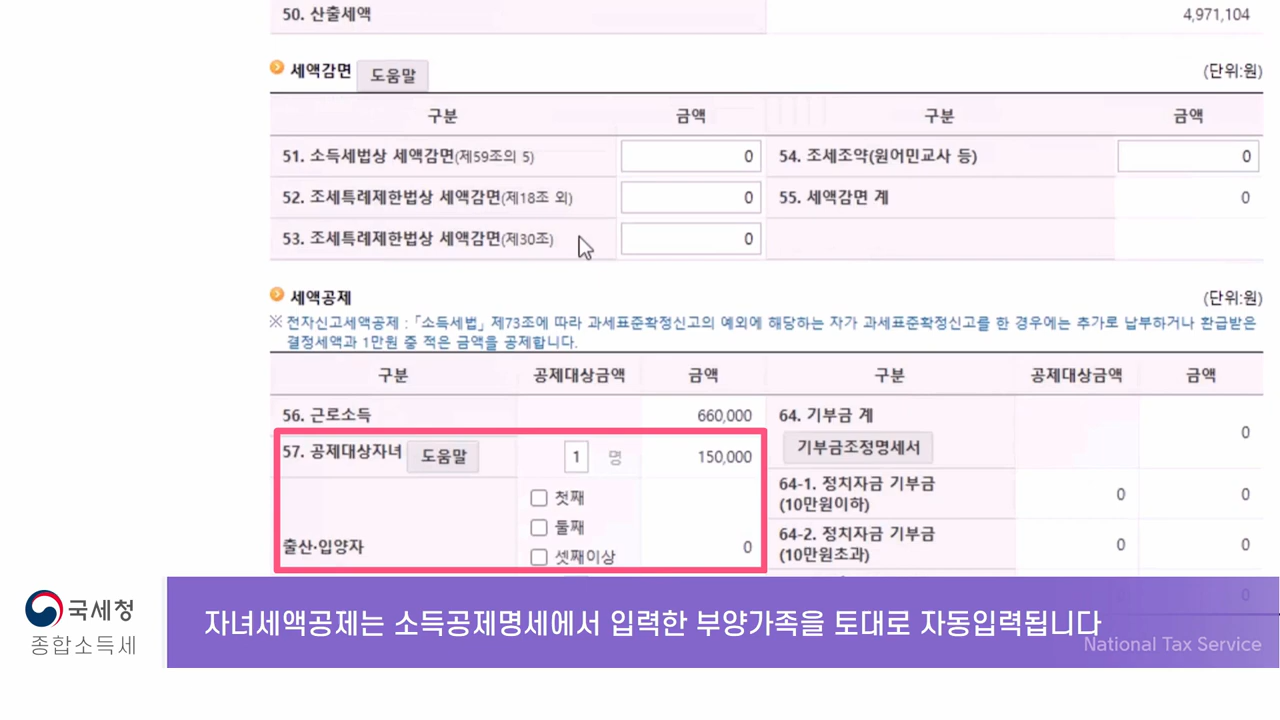 50. 산출세액 4,971,104
세액감면 도움말 (단위:원)
구분 금액 구분 금액
51. 소득세법상 세액감면(제59조의 5) 0 54. 조세조약(원어민교사 등) 0
52. 조세특례제한법상 세액감면(제18조 외) 0 55. 세액감면 계 0
53. 조세특례제한법상 세액감면(제30조) 0
세액공제 (단위:원)
※ 전자신고세액공제 : 「소득세법」 제73조에 따라 과세표준확정신고의 예외에 해당하는 자가 과세표준확정신고를 한 경우에는 추가로 납부하거나 환급받은
결정세액과 1만원 중 적은 금액을 공제합니다.
구분 공제대상금액 금액 구분 공제대상금액 금액
56. 근로소득 660,000 64. 기부금 계
기부금조정명세서 0
57. 공제대상자녀 도움말 1 명 150,000
64-1. 정치자금 기부금
(10만원이하) 0 0
첫째
둘째
출산·입양자 0
셋째이상
64-2. 정치자금 기부금
(10만원초과) 0 0
0
국세청
종합소득세
자녀세액공제는 소득공제명세에서 입력한 부양가족을 토대로 자동입력됩니다
National Tax Service